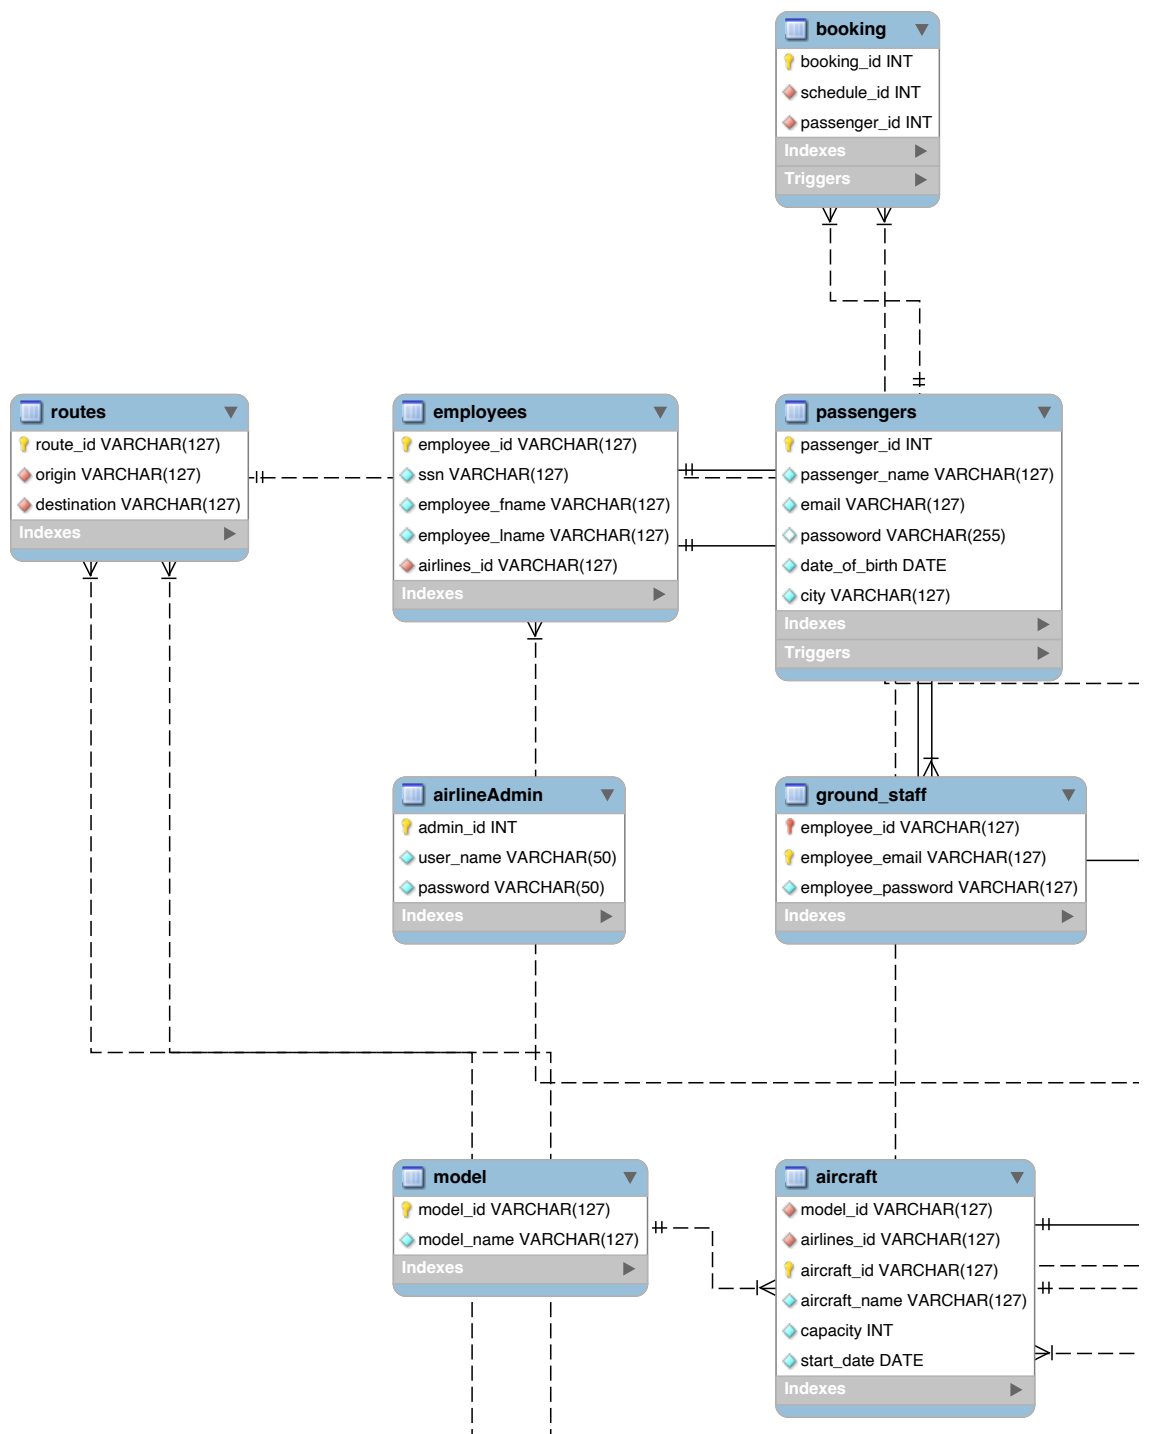 booking
booking_id INT
schedule_id INT
passenger_id INT
Indexes
Triggers
routes
route_id VARCHAR(127)
origin VARCHAR(127)
destination VARCHAR(127)
Indexes
employees
employee_id VARCHAR(127)
ssn VARCHAR(127)
employee_fname VARCHAR(127)
employee_lname VARCHAR(127)
airlines_id VARCHAR(127)
Indexes
passengers
passenger_id INT
passenger_name VARCHAR(127)
email VARCHAR(127)
passoword VARCHAR(255)
date_of_birth DATE
city VARCHAR(127)
Indexes
Triggers
airlineAdmin
admin_id INT
user_name VARCHAR(50)
password VARCHAR(50)
Indexes
ground_staff
employee_id VARCHAR(127)
employee_email VARCHAR(127)
employee_password VARCHAR(127)
Indexes
model
model_id VARCHAR(127)
model_name VARCHAR(127)
Indexes
aircraft
model_id VARCHAR(127)
airlines_id VARCHAR(127)
aircraft_id VARCHAR(127)
aircraft_name VARCHAR(127)
capacity INT
start_date DATE
Indexes